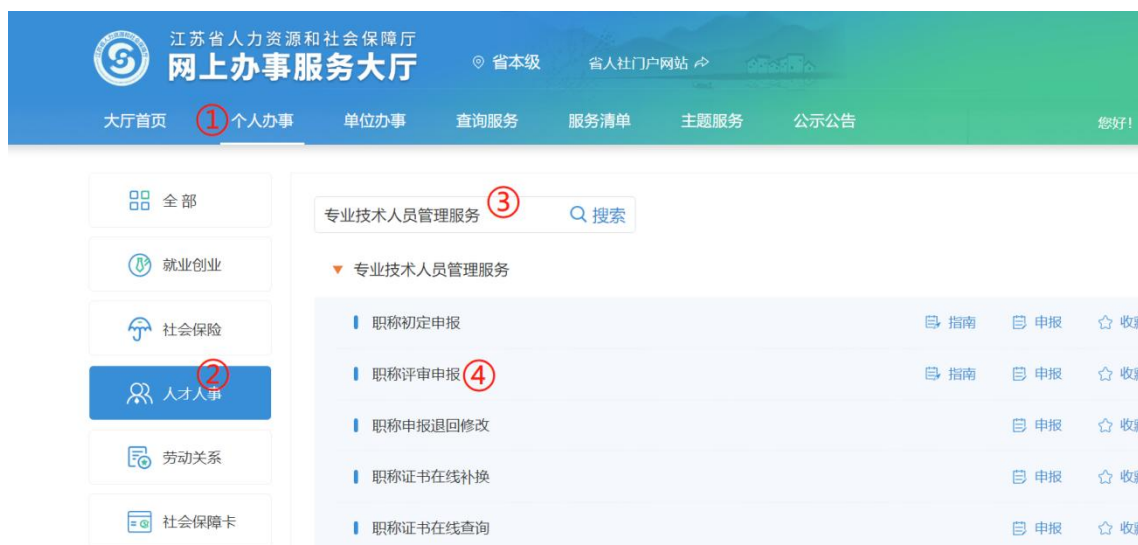 江苏省人力资源和社会保障厅
网上办事服务大厅
省本级 省人社门户网站
大厅首页 ① 个人办事 单位办事 查询服务 服务清单 主题服务 公示公告 您好！
全部
就业创业
社会保险
② 人才人事
劳动关系
社会保障卡
专业技术人员管理服务 ③ 搜索
专业技术人员管理服务
职称初定申报 指南 申报 收
职称评审申报 ④ 指南 申报 收
职称申报退回修改 申报 收
职称证书在线补换 申报 收
职称证书在线查询 申报 收